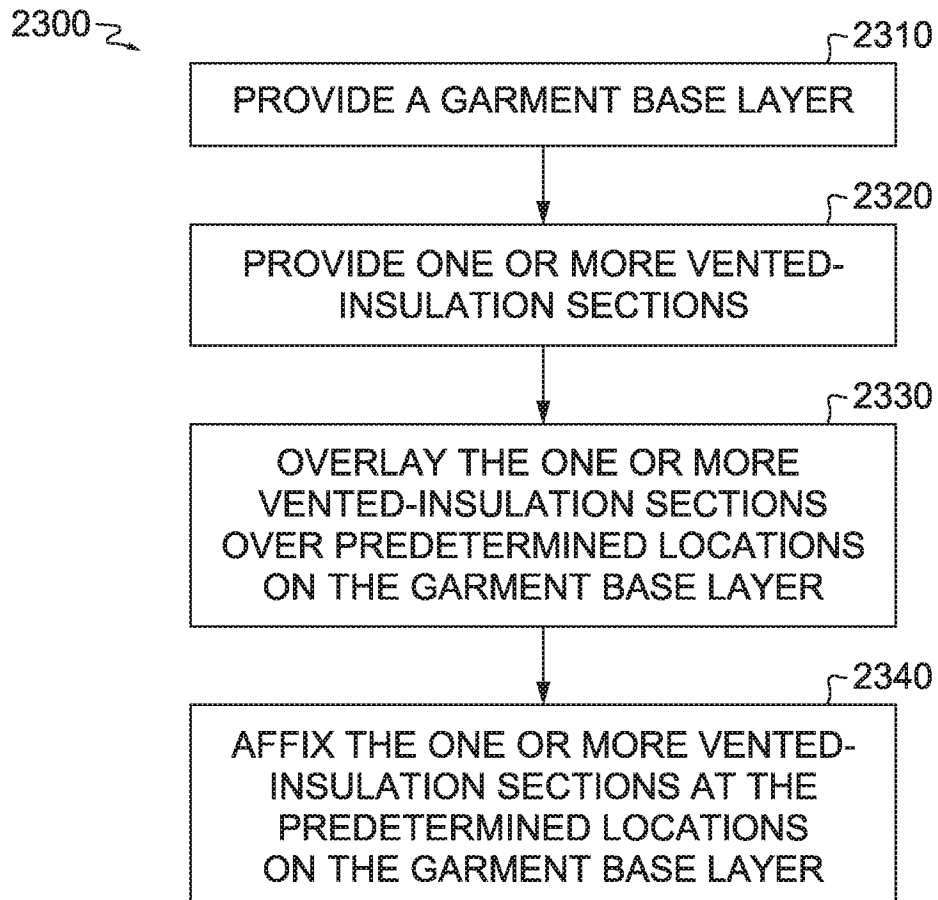 2300
2310
PROVIDE A GARMENT BASE LAYER
2320
PROVIDE ONE OR MORE VENTED-
INSULATION SECTIONS
2330
OVERLAY THE ONE OR MORE
VENTED-INSULATION SECTIONS
OVER PREDETERMINED LOCATIONS
ON THE GARMENT BASE LAYER
2340
AFFIX THE ONE OR MORE VENTED-
INSULATION SECTIONS AT THE
PREDETERMINED LOCATIONS
ON THE GARMENT BASE LAYER